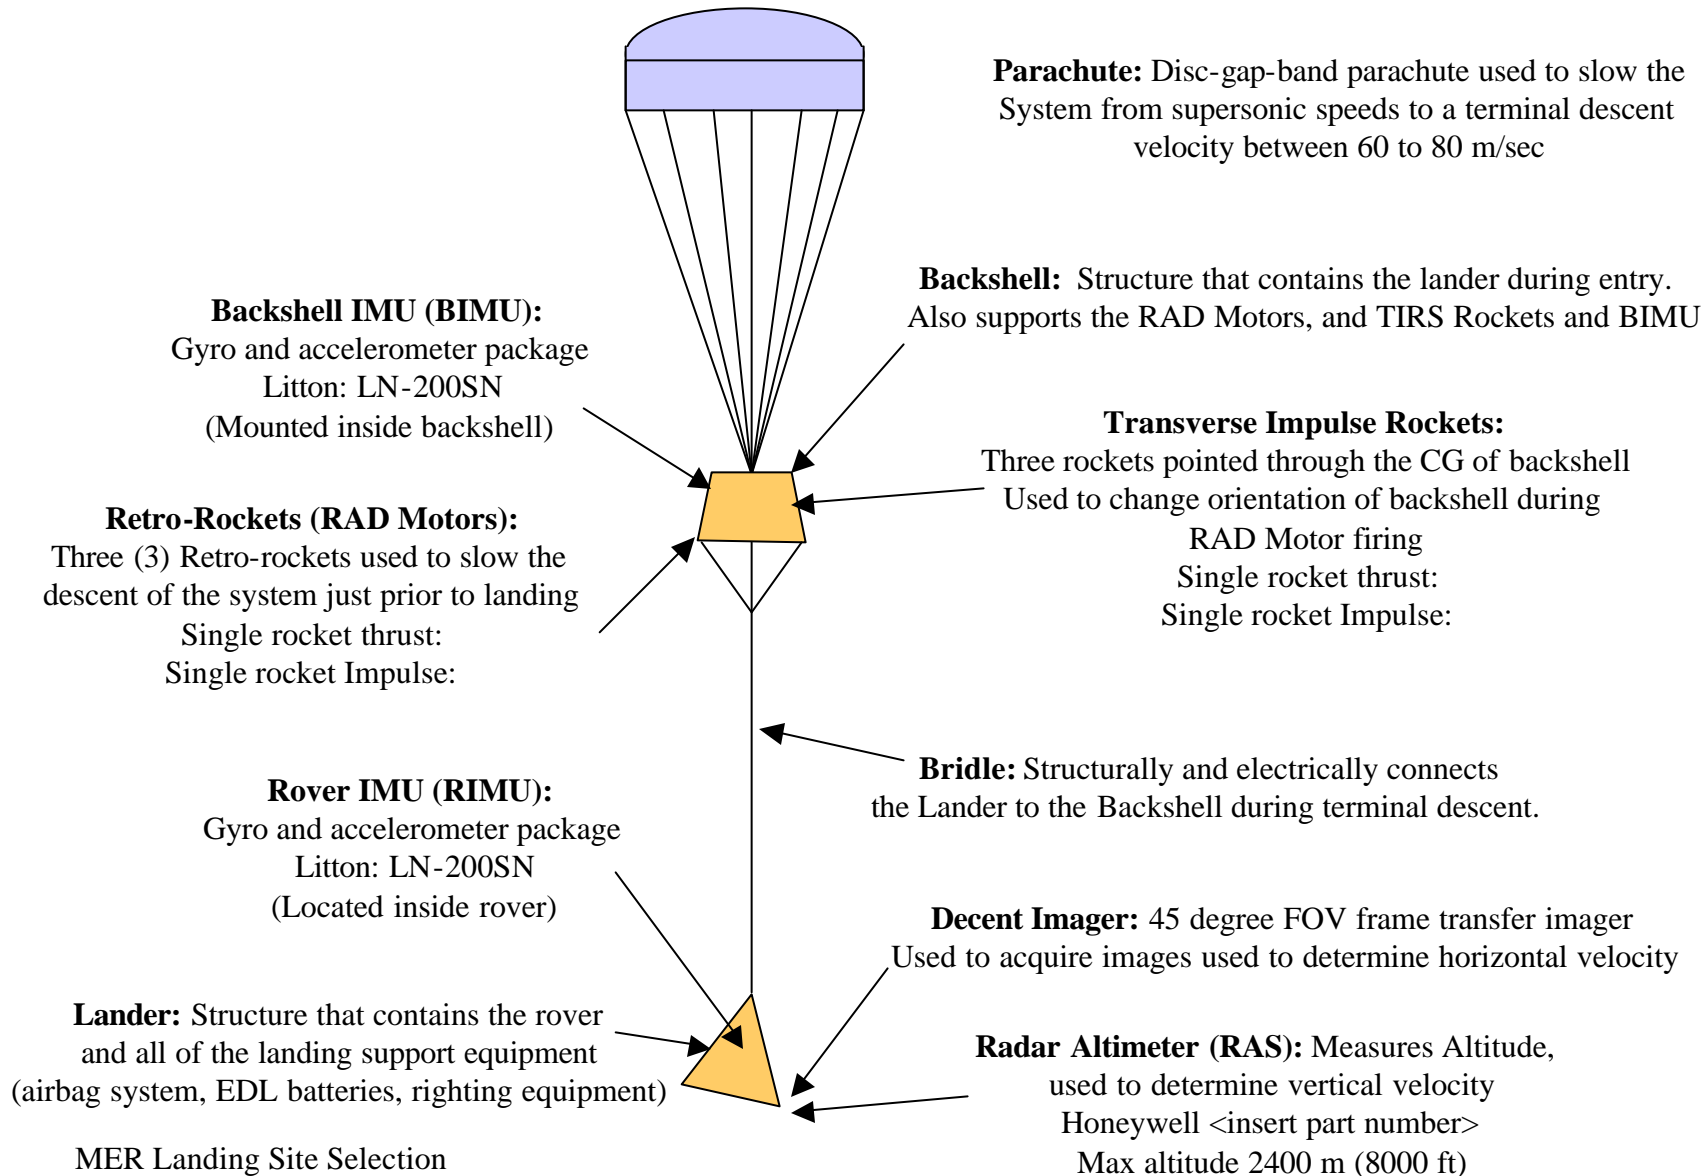 Parachute: Disc-gap-band parachute used to slow the
System from supersonic speeds to a terminal descent
velocity between 60 to 80 m/sec
Backshell: Structure that contains the lander during entry.
Also supports the RAD Motors, and TIRS Rockets and BIMU
Backshell IMU (BIMU):
Gyro and accelerometer package
Litton: LN-200SN
(Mounted inside backshell)
Transverse Impulse Rockets:
Three rockets pointed through the CG of backshell
Used to change orientation of backshell during
RAD Motor firing
Single rocket thrust:
Single rocket Impulse:
Retro-Rockets (RAD Motors):
Three (3) Retro-rockets used to slow the
descent of the system just prior to landing
Single rocket thrust:
Single rocket Impulse:
Bridle: Structurally and electrically connects
the Lander to the Backshell during terminal descent.
Rover IMU (RIMU):
Gyro and accelerometer package
Litton: LN-200SN
(Located inside rover)
Decent Imager: 45 degree FOV frame transfer imager
Used to acquire images used to determine horizontal velocity
Lander: Structure that contains the rover
and all of the landing support equipment
(airbag system, EDL batteries, righting equipment)
Radar Altimeter (RAS): Measures Altitude,
used to determine vertical velocity
Honeywell <insert part number>
Max altitude 2400 m (8000 ft)
MER Landing Site Selection